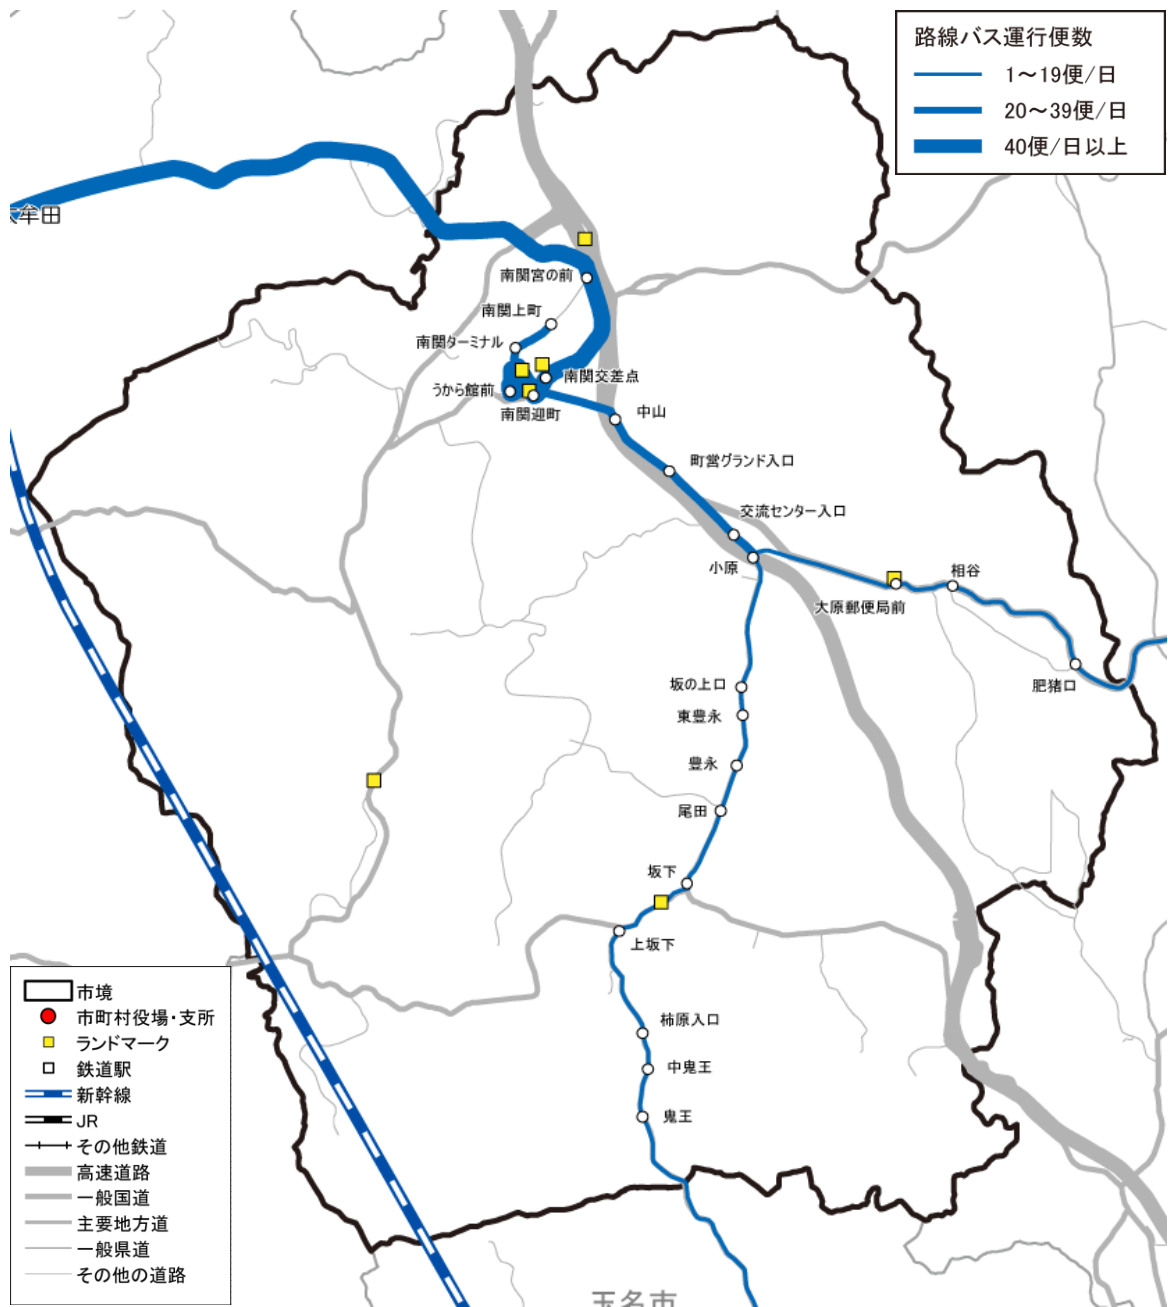 路線バス運行便数
1～19便/日
20～39便/日
40便/日以上
大牟田
南関宮の前
南関上町
南関ターミナル
南関交差点
うから館前
南関迎町
中山
町営グランド入口
交流センター入口
小原
相谷
大原郵便局前
肥猪口
坂の上口
東豊永
豊永
尾田
坂下
上坂下
柿原入口
中鬼王
鬼王
市境
市町村役場・支所
ランドマーク
鉄道駅
新幹線
JR
その他鉄道
高速道路
一般国道
主要地方道
一般県道
その他の道路
玉名市